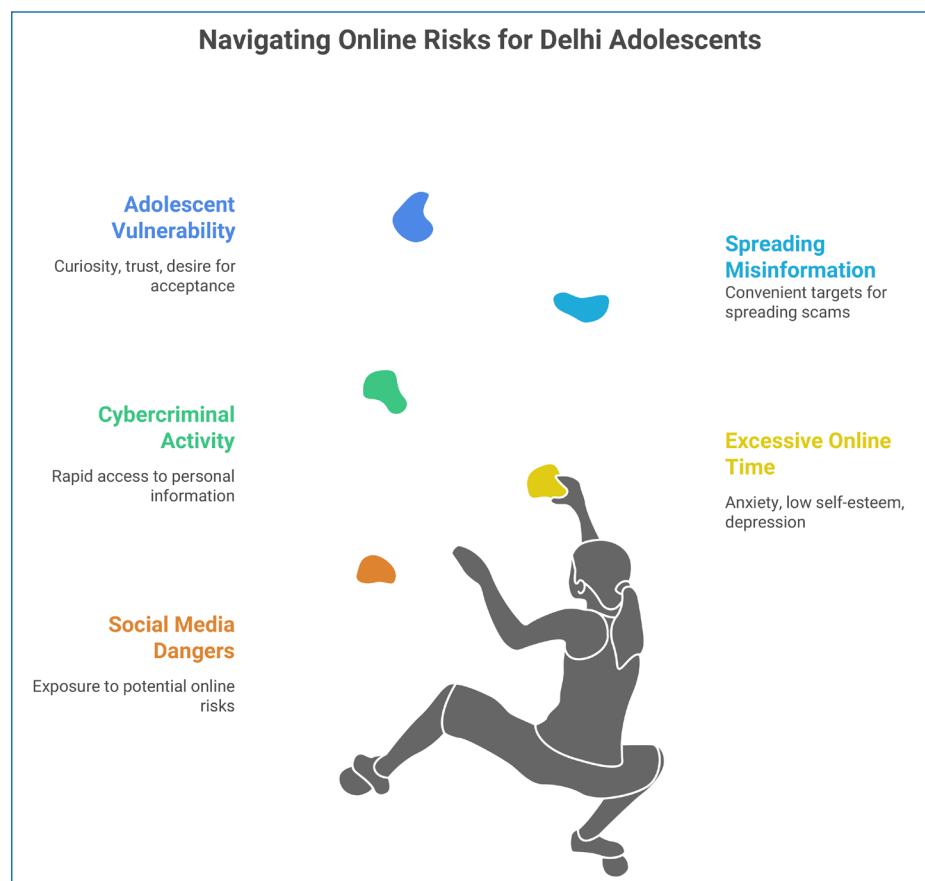 Navigating Online Risks for Delhi Adolescents
Adolescent
Vulnerability
Curiosity, trust, desire for
acceptance
Spreading
Misinformation
Convenient targets for
spreading scams
Cybercriminal
Activity
Rapid access to personal
information
Excessive Online
Time
Anxiety, low self-esteem,
depression
Social Media
Dangers
Exposure to potential online
risks